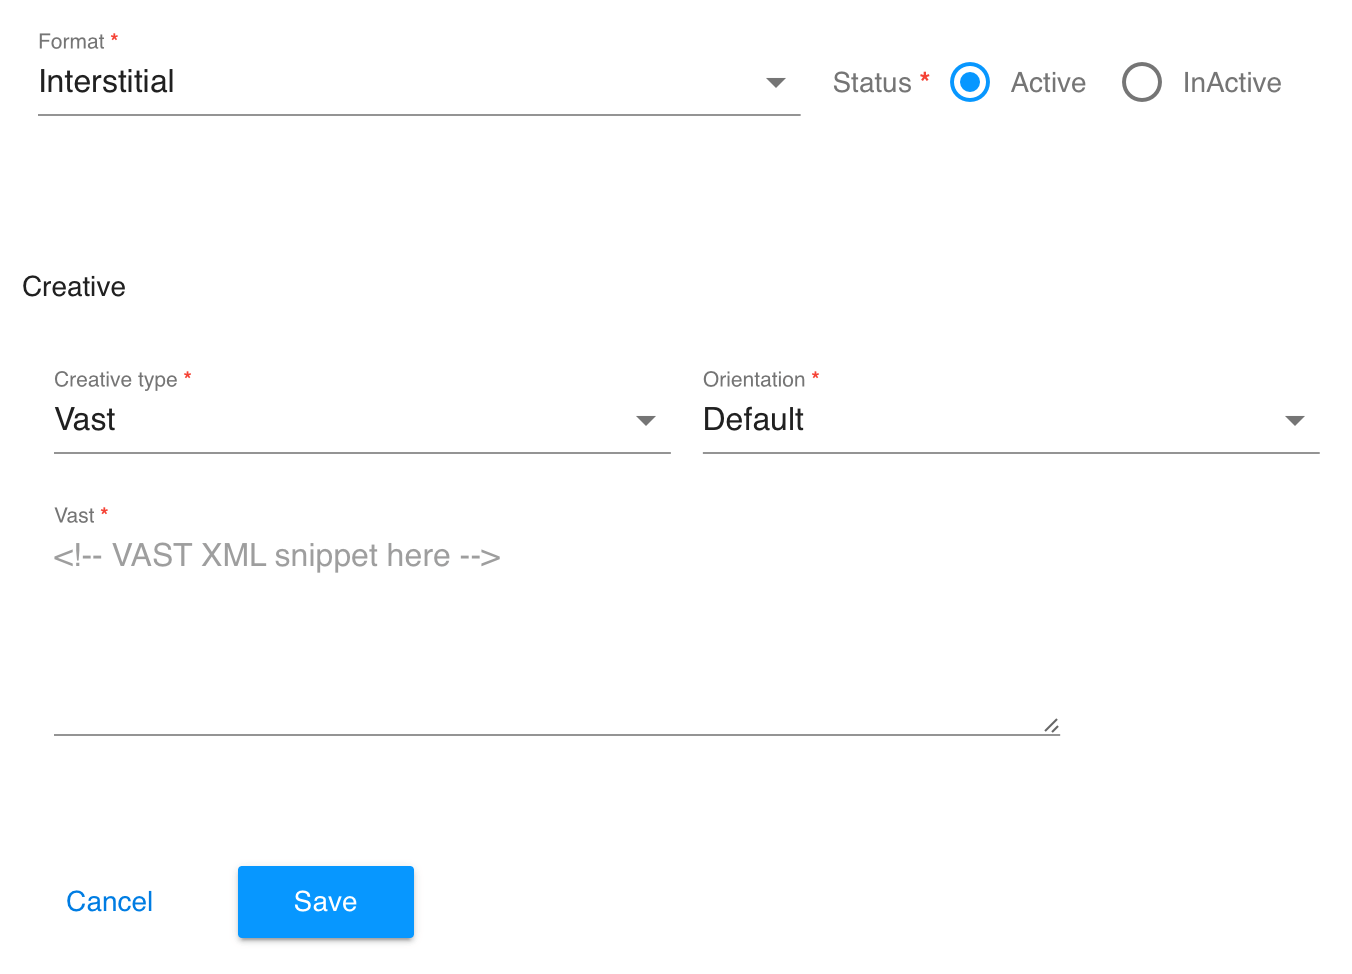 Format *
Interstitial
Status * Active InActive
Creative
Creative type * Orientation *
Vast Default
Vast *
<!-- VAST XML snippet here -->
Cancel Save